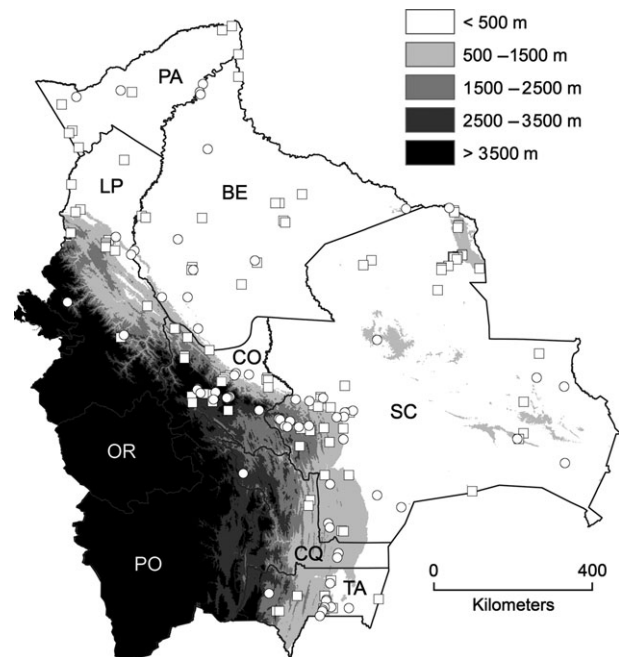 < 500 m
500 – 1500 m
1500 – 2500 m
2500 – 3500 m
> 3500 m
PA
LP
BE
CO
SC
OR
PO
CQ
TA
0 400
Kilometers